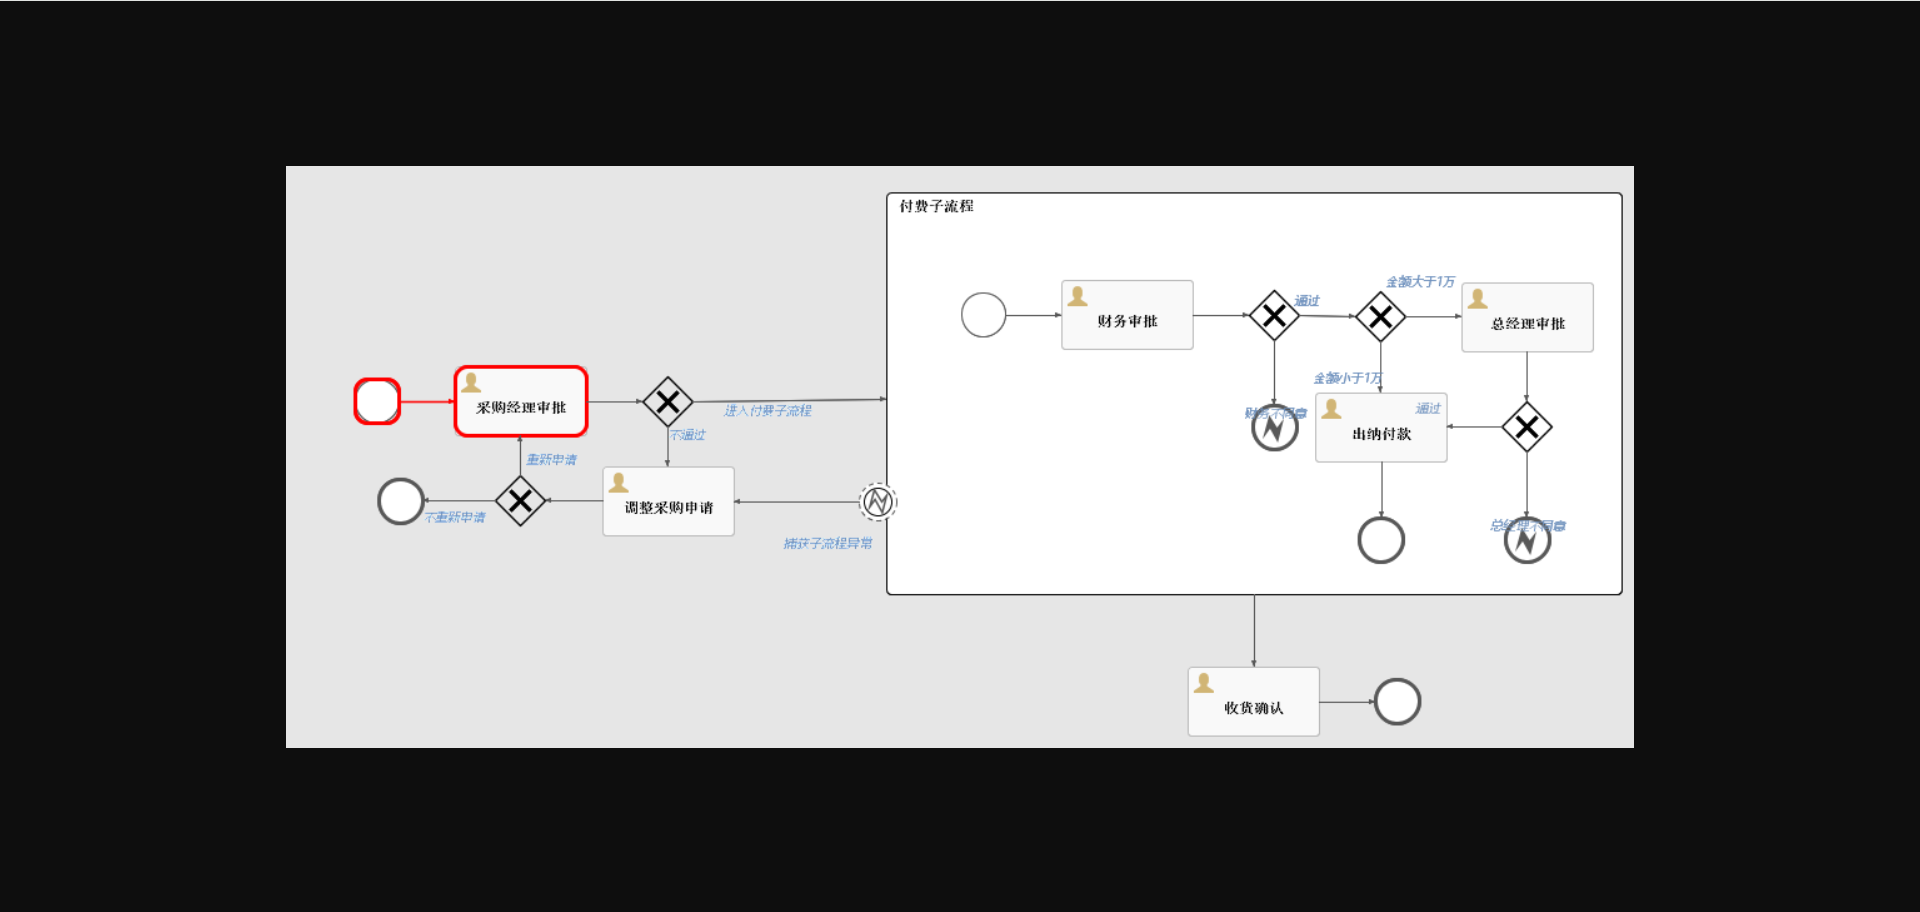 付费子流程
金额大于1万
通过
财务审批
总经理审批
金额小于1万
采购经理审批
进入付费子流程
财务不同意
通过
出纳付款
不通过
重新申请
调整采购申请
不重新申请
总经理不同意
捕获子流程异常
收货确认